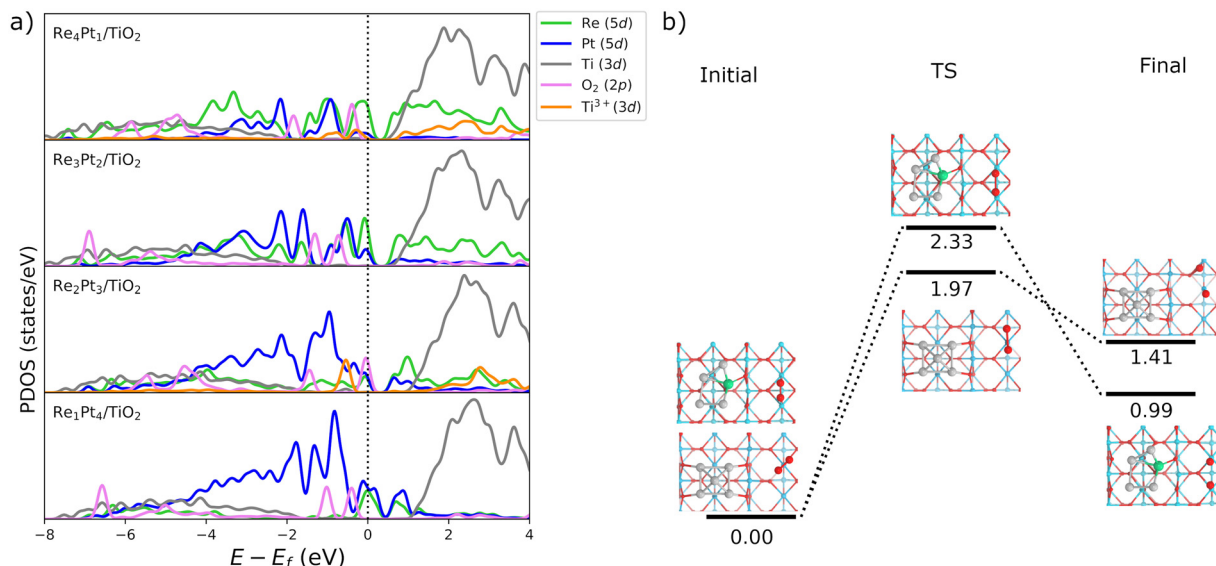 a)
Re₄Pt₁/TiO₂
Re₃Pt₂/TiO₂
Re₂Pt₃/TiO₂
Re₁Pt₄/TiO₂
PDOS (states/eV)
−8 −6 −4 −2 0 2 4
E − E_f (eV)
Re (5d)
Pt (5d)
Ti (3d)
O₂ (2p)
Ti³⁺(3d)
b)
Initial
TS
Final
2.33
1.97
1.41
0.99
0.00